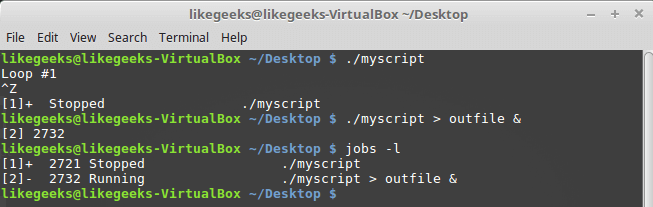 likegeeks@likegeeks-VirtualBox ~/Desktop
File Edit View Search Terminal Help
likegeeks@likegeeks-VirtualBox ~/Desktop $ ./myscript
Loop #1
^Z
[1]+  Stopped                 ./myscript
likegeeks@likegeeks-VirtualBox ~/Desktop $ ./myscript > outfile &
[2] 2732
likegeeks@likegeeks-VirtualBox ~/Desktop $ jobs -l
[1]+  2721 Stopped                 ./myscript
[2]-  2732 Running                 ./myscript > outfile &
likegeeks@likegeeks-VirtualBox ~/Desktop $